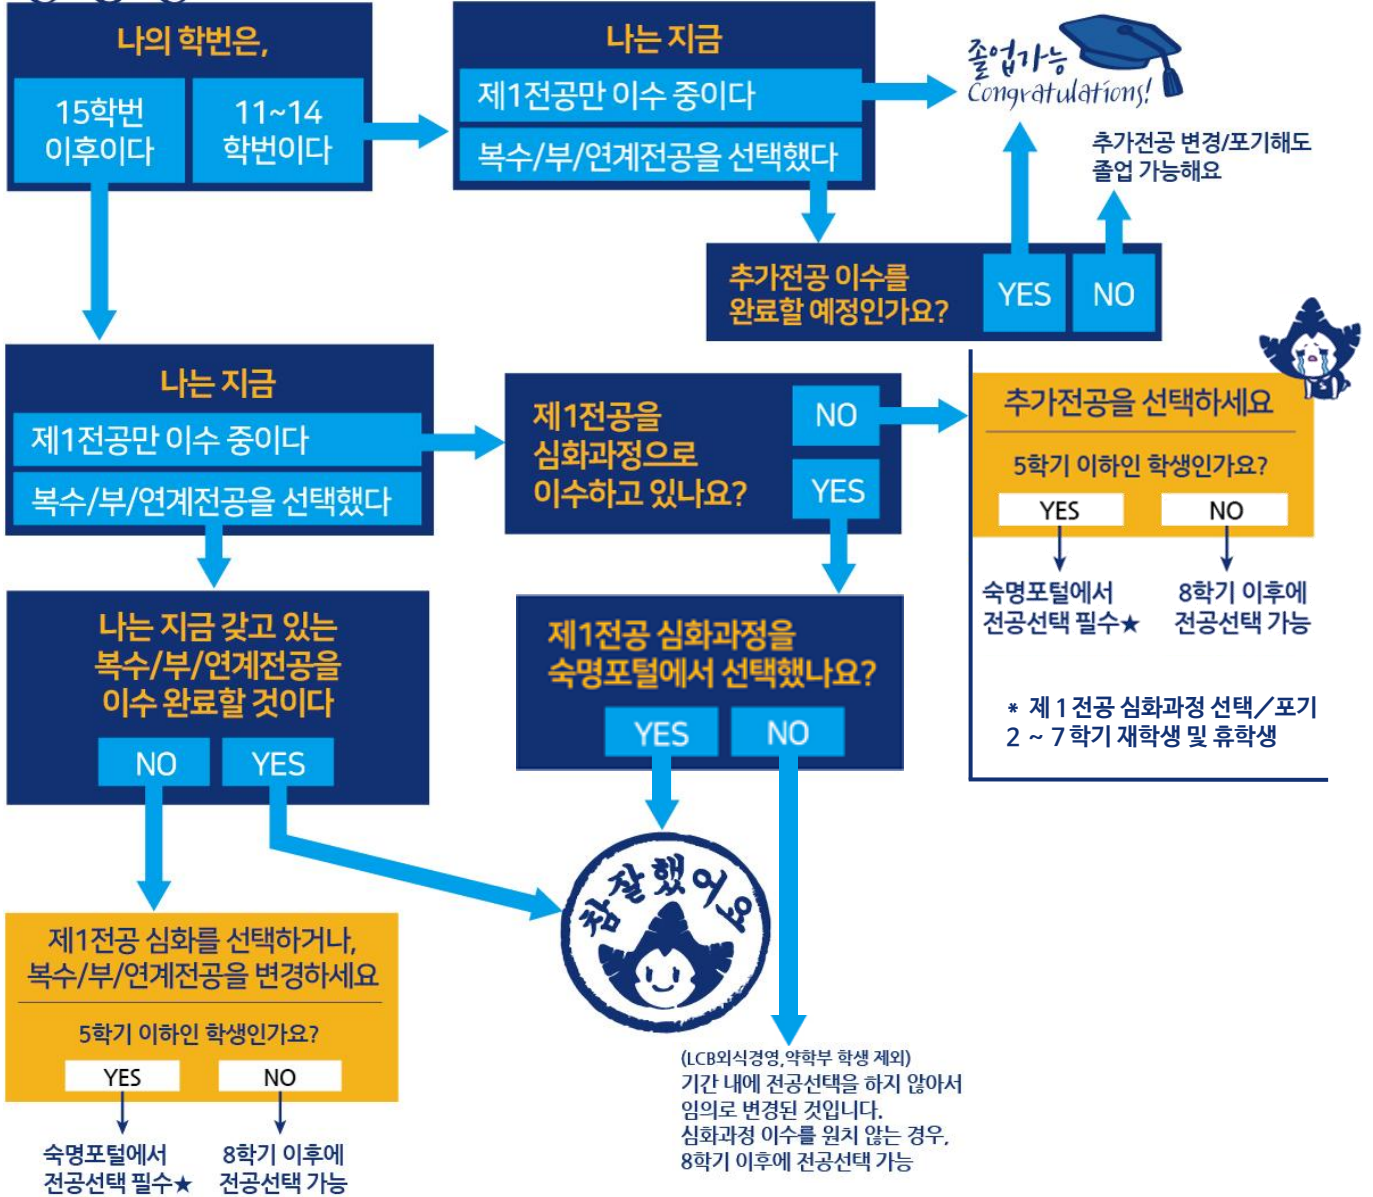 나의 학번은,
15학번
이후이다
11~14
학번이다
나는 지금
제1전공만 이수 중이다
복수/부/연계전공을 선택했다
졸업가능
Congratulations!
추가전공 변경/포기해도
졸업 가능해요
추가전공 이수를
완료할 예정인가요?
YES
NO
나는 지금
제1전공만 이수 중이다
복수/부/연계전공을 선택했다
제1전공을
심화과정으로
이수하고 있나요?
NO
YES
추가전공을 선택하세요
5학기 이하인 학생인가요?
YES
NO
숙명포털에서
전공선택 필수★
8학기 이후에
전공선택 가능
* 제 1 전공 심화과정 선택/포기
2 ~ 7 학기 재학생 및 휴학생
나는 지금 갖고 있는
복수/부/연계전공을
이수 완료할 것이다
NO
YES
제1전공 심화과정을
숙명포털에서 선택했나요?
YES
NO
참 잘했어요
제1전공 심화를 선택하거나,
복수/부/연계전공을 변경하세요
5학기 이하인 학생인가요?
YES
NO
숙명포털에서
전공선택 필수★
8학기 이후에
전공선택 가능
(LCB외식경영,약학부 학생 제외)
기간 내에 전공선택을 하지 않아서
임의로 변경된 것입니다.
심화과정 이수를 원치 않는 경우,
8학기 이후에 전공선택 가능